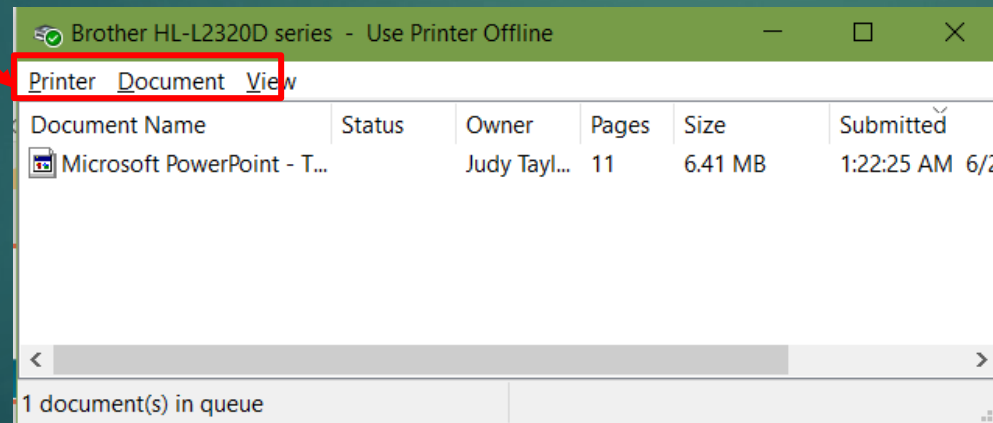 Brother HL-L2320D series - Use Printer Offline
Printer Document View
Document Name Status Owner Pages Size Submitted
Microsoft PowerPoint - T... Judy Tayl... 11 6.41 MB 1:22:25 AM 6/2
1 document(s) in queue